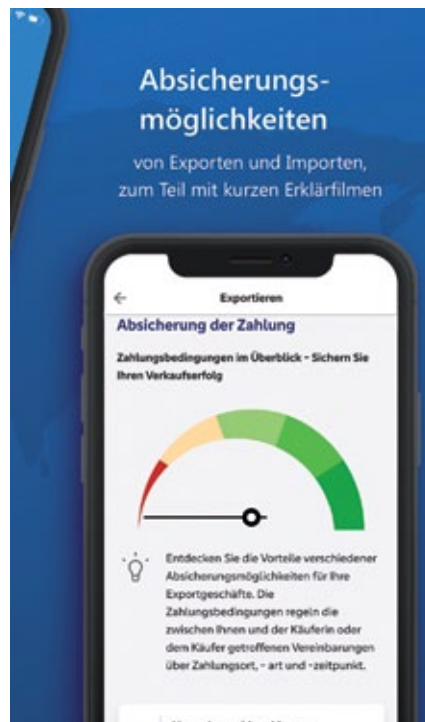 Absicherungs-
möglichkeiten
von Exporten und Importen,
zum Teil mit kurzen Erklärfilmen
Exportieren
Absicherung der Zahlung
Zahlungsbedingungen im Überblick – Sichern Sie
Ihren Verkaufserfolg
Entdecken Sie die Vorteile verschiedener
Absicherungsmöglichkeiten für Ihre
Exportgeschäfte. Die
Zahlungsbedingungen regeln die
zwischen Ihnen und der Käuferin oder
dem Käufer getroffenen Vereinbarungen
über Zahlungsort, - art und -zeitpunkt.